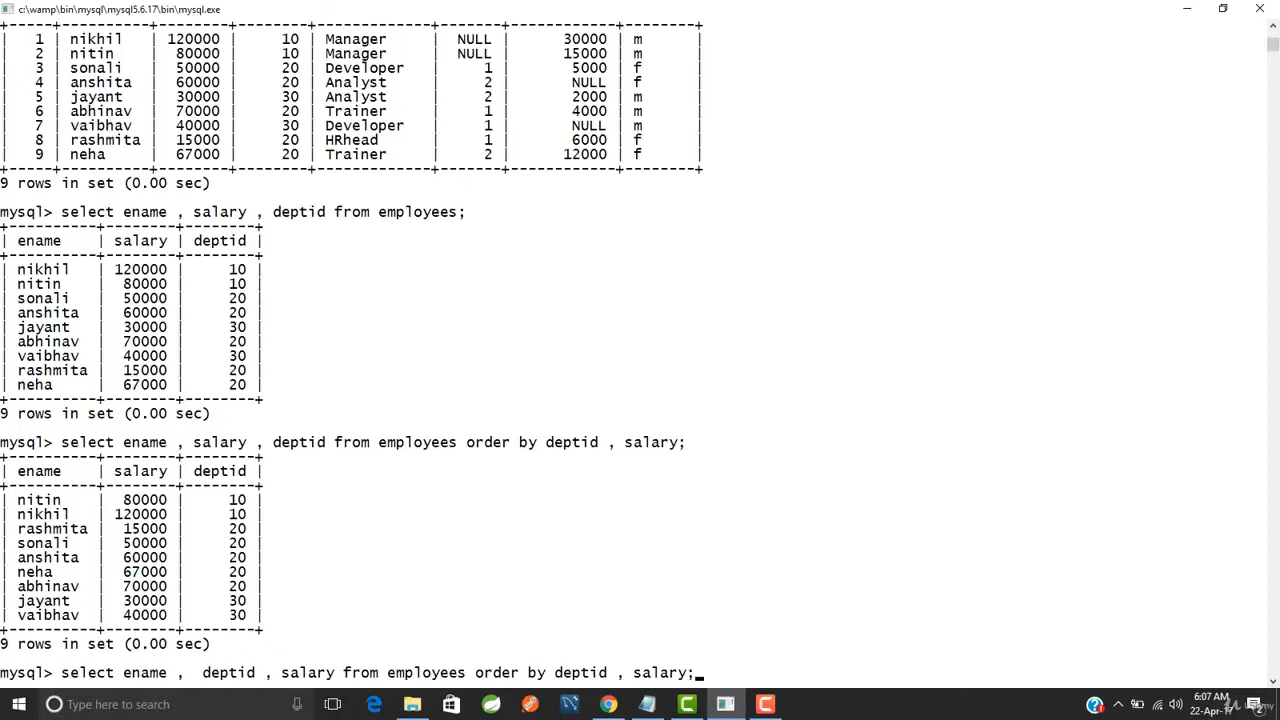 c:\wamp\bin\mysql\mysql5.6.17\bin\mysql.exe
+-----+----------+--------+--------+-------------+-------+------------+--------+
|   1 | nikhil   | 120000 |     10 | Manager     |  NULL |      30000 | m      |
|   2 | nitin    |  80000 |     10 | Manager     |  NULL |      15000 | m      |
|   3 | sonali   |  50000 |     20 | Developer   |     1 |       5000 | f      |
|   4 | anshita  |  60000 |     20 | Analyst     |     2 |       NULL | f      |
|   5 | jayant   |  30000 |     30 | Analyst     |     2 |       2000 | m      |
|   6 | abhinav  |  70000 |     20 | Trainer     |     1 |       4000 | m      |
|   7 | vaibhav  |  40000 |     30 | Developer   |     1 |       NULL | m      |
|   8 | rashmita |  15000 |     20 | HRhead      |     1 |       6000 | f      |
|   9 | neha     |  67000 |     20 | Trainer     |     2 |      12000 | f      |
+-----+----------+--------+--------+-------------+-------+------------+--------+
9 rows in set (0.00 sec)
mysql> select ename , salary , deptid from employees;
+----------+--------+--------+
| ename    | salary | deptid |
+----------+--------+--------+
| nikhil   | 120000 |     10 |
| nitin    |  80000 |     10 |
| sonali   |  50000 |     20 |
| anshita  |  60000 |     20 |
| jayant   |  30000 |     30 |
| abhinav  |  70000 |     20 |
| vaibhav  |  40000 |     30 |
| rashmita |  15000 |     20 |
| neha     |  67000 |     20 |
+----------+--------+--------+
9 rows in set (0.00 sec)
mysql> select ename , salary , deptid from employees order by deptid , salary;
+----------+--------+--------+
| ename    | salary | deptid |
+----------+--------+--------+
| nitin    |  80000 |     10 |
| nikhil   | 120000 |     10 |
| rashmita |  15000 |     20 |
| sonali   |  50000 |     20 |
| anshita  |  60000 |     20 |
| neha     |  67000 |     20 |
| abhinav  |  70000 |     20 |
| jayant   |  30000 |     30 |
| vaibhav  |  40000 |     30 |
+----------+--------+--------+
9 rows in set (0.00 sec)
mysql> select ename ,  deptid , salary from employees order by deptid , salary;
Type here to search
6:07 AM
22-Apr-17